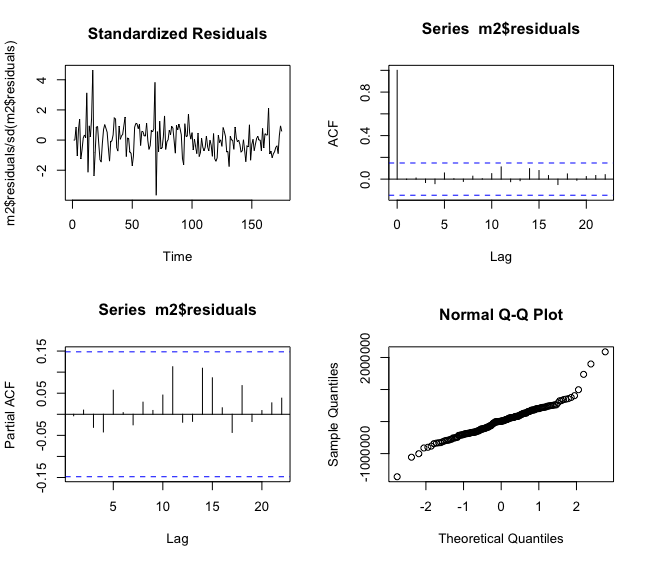 Standardized Residuals
m2$residuals/sd(m2$residuals)
4
2
0
-2
0 50 100 150
Time
Series m2$residuals
ACF
0.8
0.4
0.0
0 5 10 15 20
Lag
Series m2$residuals
Partial ACF
0.15
0.05
-0.05
-0.15
5 10 15 20
Lag
Normal Q-Q Plot
Sample Quantiles
2000000
-1000000
-2 -1 0 1 2
Theoretical Quantiles